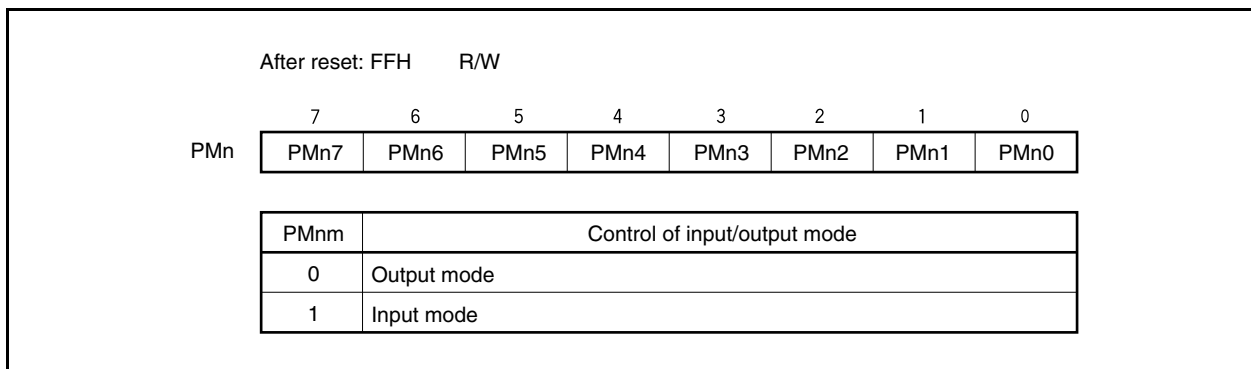 After reset: FFH R/W
7 6 5 4 3 2 1 0
PMn PMn7 PMn6 PMn5 PMn4 PMn3 PMn2 PMn1 PMn0
PMnm Control of input/output mode
0 Output mode
1 Input mode